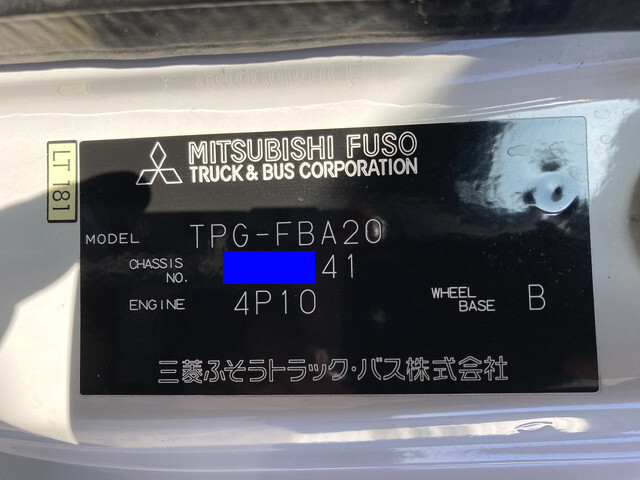 MITSUBISHI FUSO
TRUCK & BUS CORPORATION
LT 181
MODEL TPG-FBA20
CHASSIS NO. 41
ENGINE 4P10 WHEEL BASE B
三菱ふそうトラック・バス株式会社